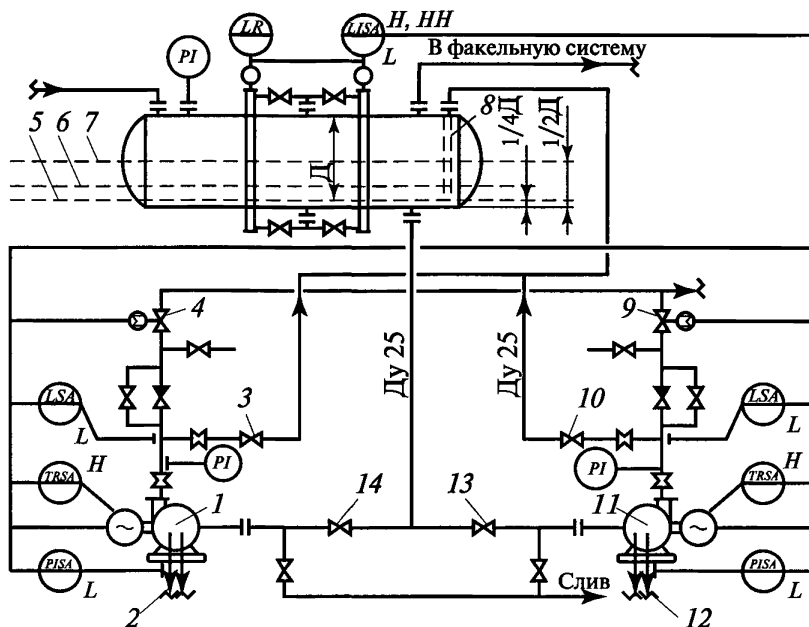 LR
LISA
H, HH
L
PI
В факельную систему
5
6
7
8
Д
1/4Д
1/2Д
4
9
Ду 25
Ду 25
LSA
L
3
10
LSA
L
PI
PI
TRSA
H
1
14
13
11
TRSA
H
PISA
L
2
Слив
12
PISA
L